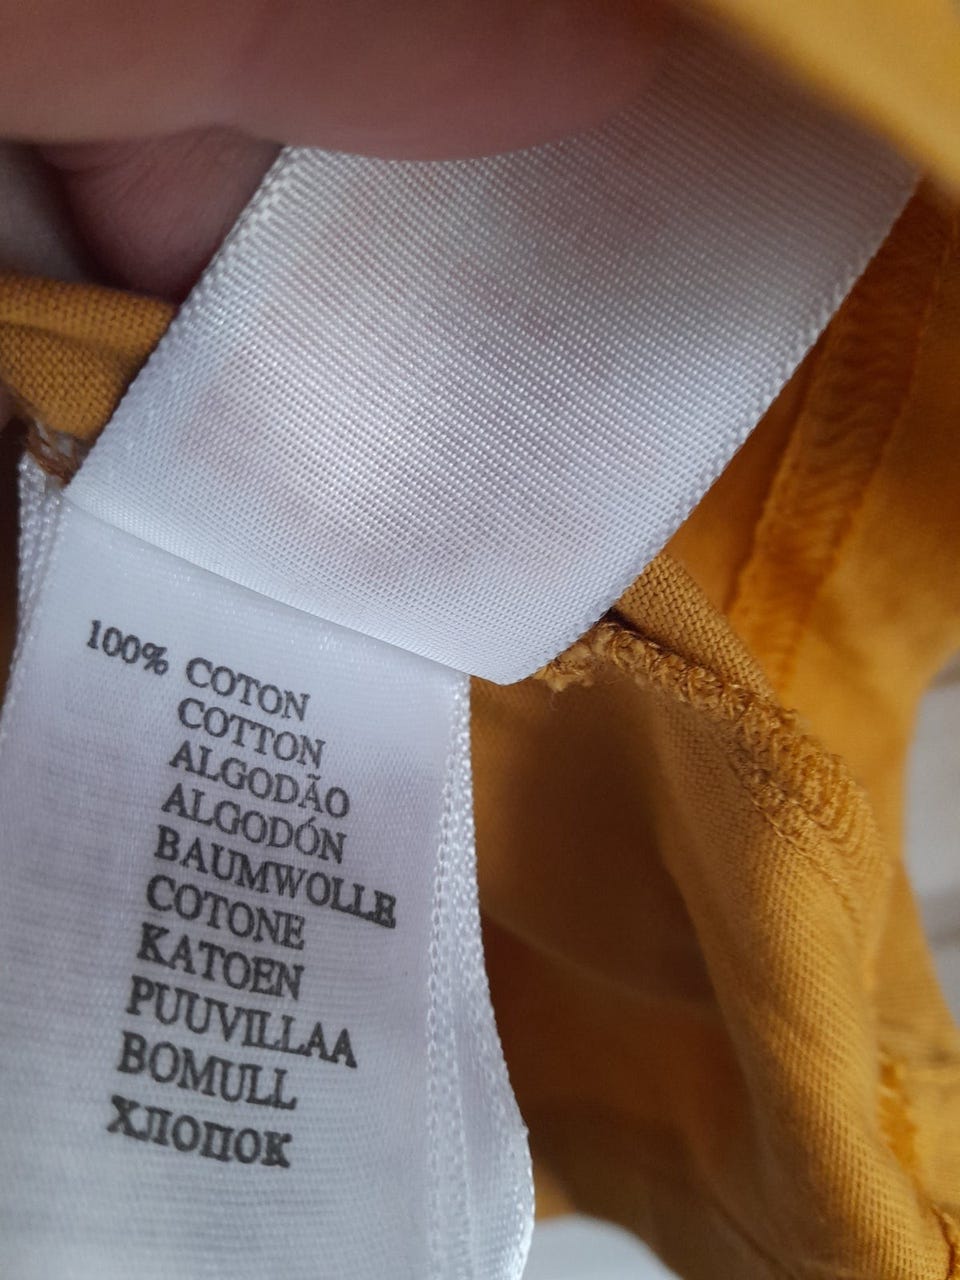 100% COTON
COTTON
ALGODÃO
ALGODÓN
BAUMWOLLE
COTONE
KATOEN
PUUVILLAA
BOMULL
ХЛОПОК